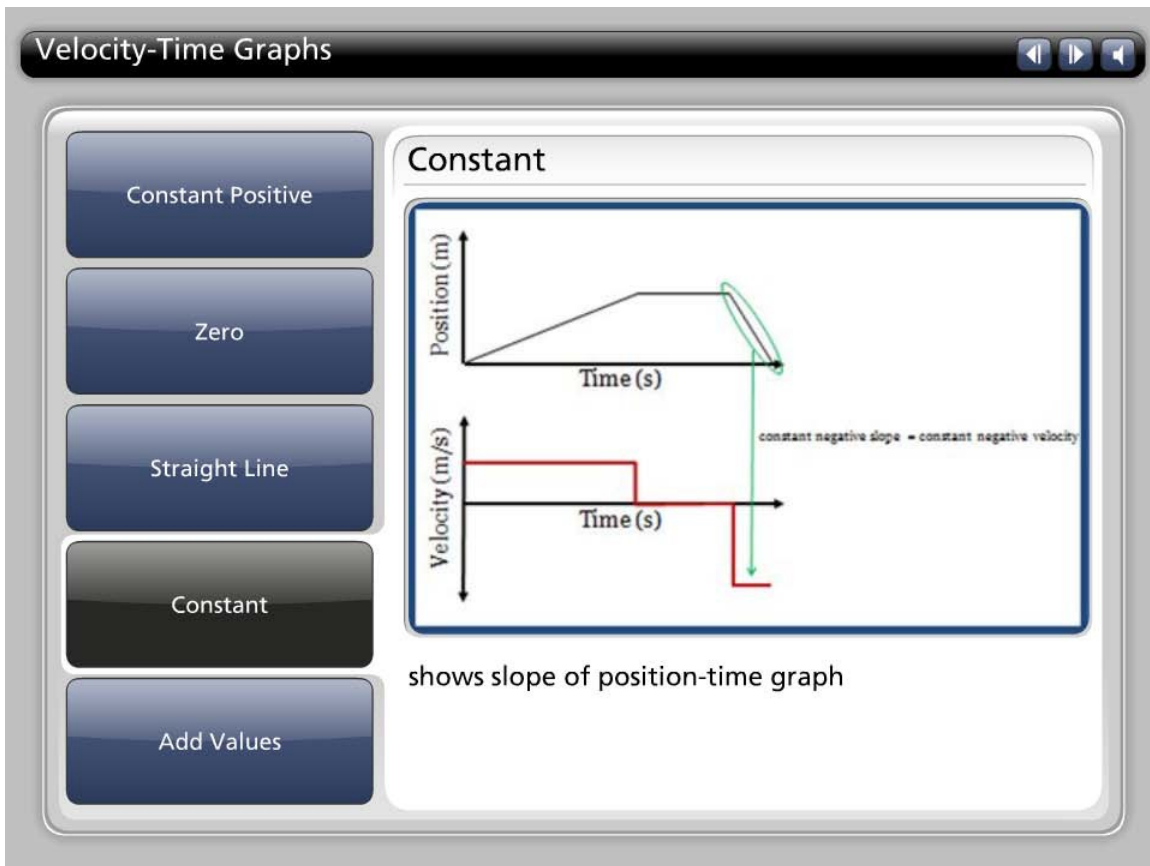 Velocity-Time Graphs
Constant Positive
Zero
Straight Line
Constant
Add Values
Constant
Position (m)
Time (s)
constant negative slope = constant negative velocity
Velocity (m/s)
Time (s)
shows slope of position-time graph